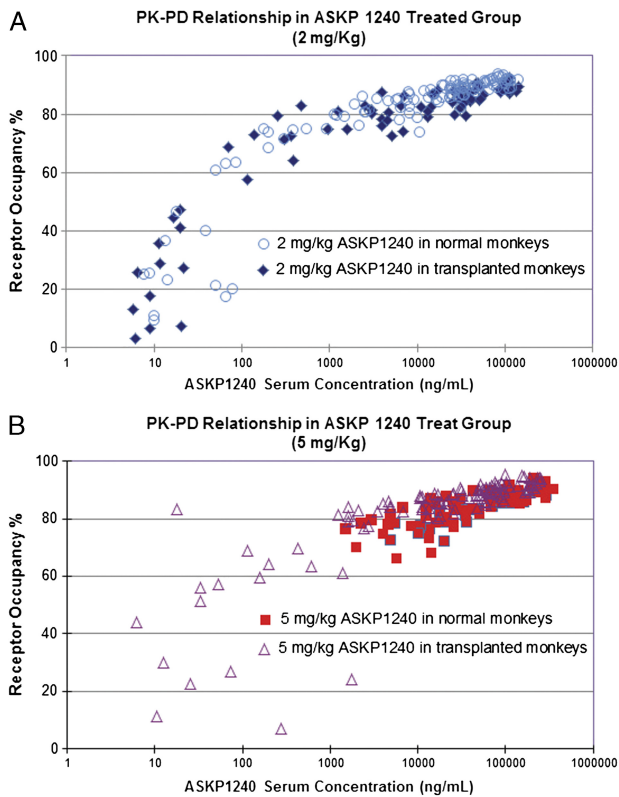 A
PK-PD Relationship in ASKP 1240 Treated Group
(2 mg/Kg)
Receptor Occupancy %
100
80
60
40
20
0
2 mg/kg ASKP1240 in normal monkeys
2 mg/kg ASKP1240 in transplanted monkeys
1 10 100 1000 10000 100000 1000000
ASKP1240 Serum Concentration (ng/mL)
B
PK-PD Relationship in ASKP 1240 Treat Group
(5 mg/Kg)
Receptor Occupancy %
100
80
60
40
20
0
5 mg/kg ASKP1240 in normal monkeys
5 mg/kg ASKP1240 in transplanted monkeys
1 10 100 1000 10000 100000 1000000
ASKP1240 Serum Concentration (ng/mL)